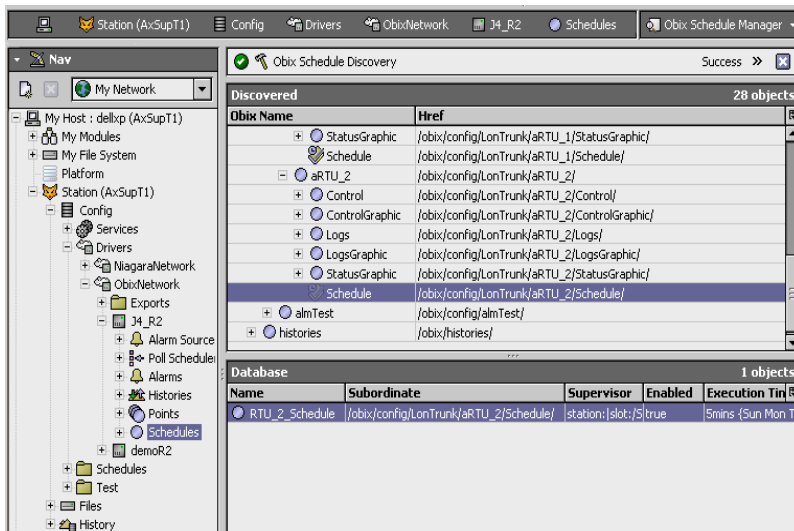 Station (AxSupT1) Config Drivers ObixNetwork J4_R2 Schedules Obix Schedule Manager
Nav
My Network
My Host : dellxp (AxSupT1)
My Modules
My File System
Platform
Station (AxSupT1)
Config
Services
Drivers
NiagaraNetwork
ObixNetwork
Exports
J4_R2
Alarm Source
Poll Scheduler
Alarms
Histories
Points
Schedules
demoR2
Schedules
Test
Files
History
Obix Schedule Discovery Success »
Discovered 28 objects
Obix Name Href
StatusGraphic /obix/config/LonTrunk/aRTU_1/StatusGraphic/
Schedule /obix/config/LonTrunk/aRTU_1/Schedule/
aRTU_2 /obix/config/LonTrunk/aRTU_2/
Control /obix/config/LonTrunk/aRTU_2/Control/
ControlGraphic /obix/config/LonTrunk/aRTU_2/ControlGraphic/
Logs /obix/config/LonTrunk/aRTU_2/Logs/
LogsGraphic /obix/config/LonTrunk/aRTU_2/LogsGraphic/
StatusGraphic /obix/config/LonTrunk/aRTU_2/StatusGraphic/
Schedule /obix/config/LonTrunk/aRTU_2/Schedule/
almTest /obix/config/almTest/
histories /obix/histories/
Database 1 objects
Name Subordinate Supervisor Enabled Execution Tin
RTU_2_Schedule /obix/config/LonTrunk/aRTU_2/Schedule/ station:|slot:/S true 5mins {Sun Mon T